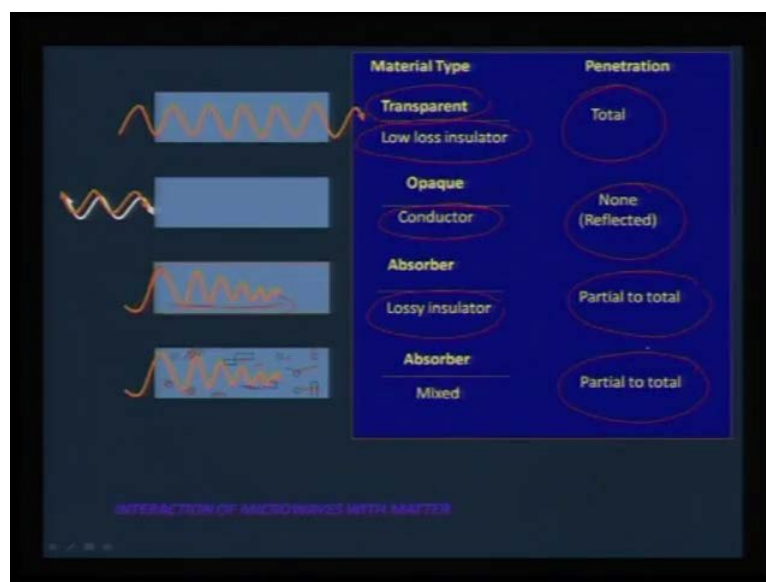 Material Type
Penetration
Transparent
Total
Low loss insulator
Opaque
None
Conductor
(Reflected)
Absorber
Lossy insulator
Partial to total
Absorber
Mixed
Partial to total
INTERACTION OF MICROWAVES WITH MATTER